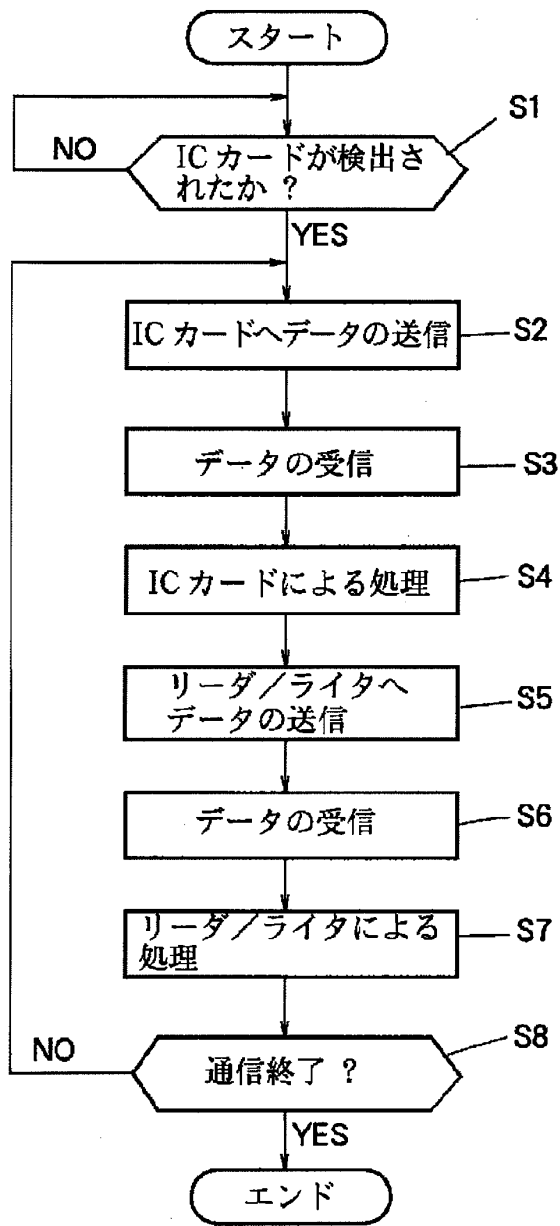 スタート
S1
NO
ICカードが検出さ
れたか ?
YES
ICカードへデータの送信
S2
データの受信
S3
ICカードによる処理
S4
リーダ/ライタへ
データの送信
S5
データの受信
S6
リーダ/ライタによる
処理
S7
NO
通信終了 ?
S8
YES
エンド